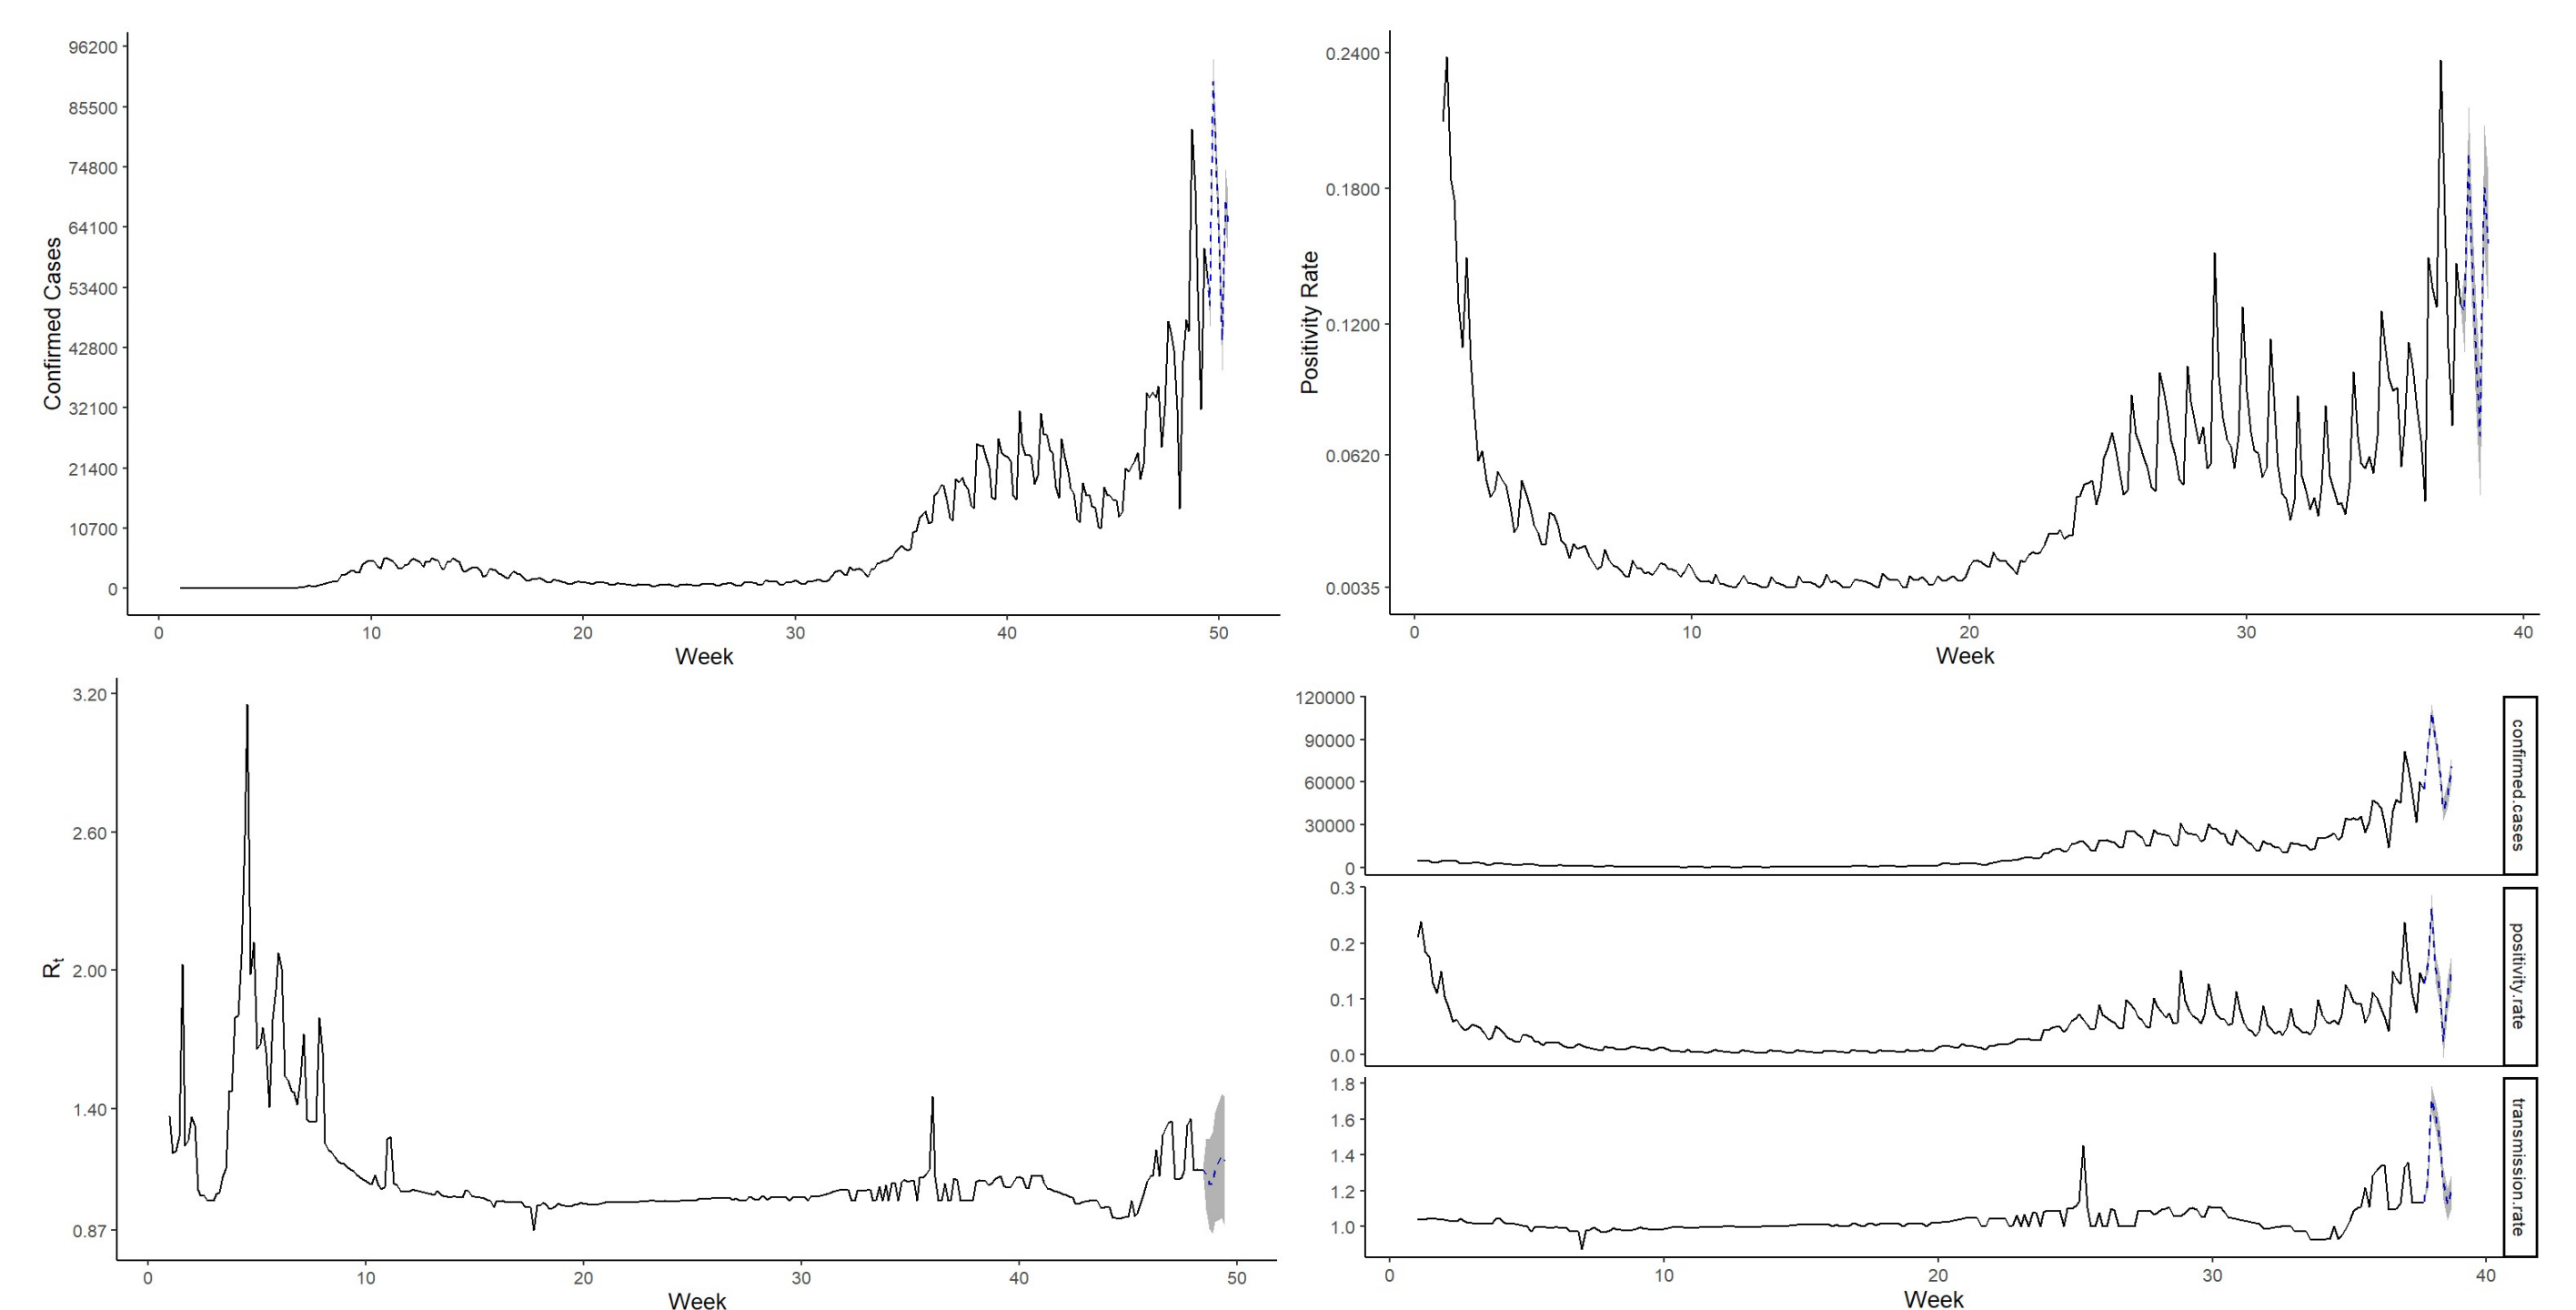 96200
85500
74800
64100
53400
42800
32100
21400
10700
0
Confirmed Cases
0 10 20 30 40 50
Week
0.2400
0.1800
0.1200
0.0620
0.0035
Positivity Rate
0 10 20 30 40
Week
3.20
2.60
2.00
1.40
0.87
Rt
0 10 20 30 40 50
Week
120000
90000
60000
30000
0
confirmed.cases
0.3
0.2
0.1
0.0
positivity.rate
1.8
1.6
1.4
1.2
1.0
transmission.rate
0 10 20 30 40
Week